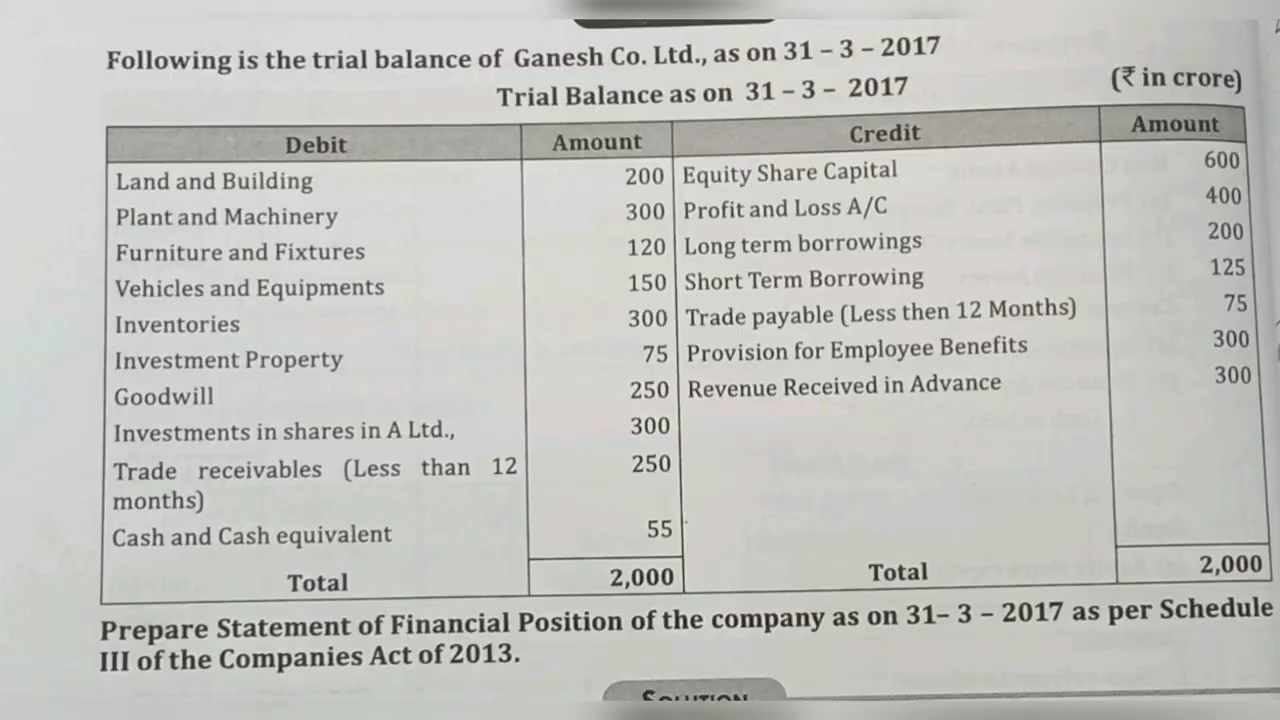 Following is the trial balance of Ganesh Co. Ltd., as on 31 – 3 – 2017
Trial Balance as on 31 – 3 – 2017 (₹ in crore)
Debit Amount Credit Amount
Land and Building 200 Equity Share Capital 600
Plant and Machinery 300 Profit and Loss A/C 400
Furniture and Fixtures 120 Long term borrowings 200
Vehicles and Equipments 150 Short Term Borrowing 125
Inventories 300 Trade payable (Less then 12 Months) 75
Investment Property 75 Provision for Employee Benefits 300
Goodwill 250 Revenue Received in Advance 300
Investments in shares in A Ltd., 300
Trade receivables (Less than 12 250
months)
Cash and Cash equivalent 55
Total 2,000 Total 2,000
Prepare Statement of Financial Position of the company as on 31– 3 – 2017 as per Schedule
III of the Companies Act of 2013.
SOLUTION